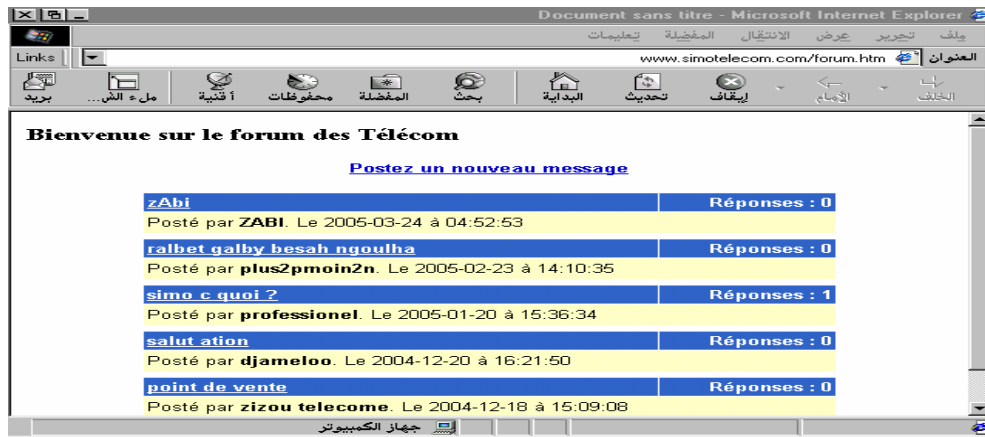 Document sans titre - Microsoft Internet Explorer
ملف تحرير عرض الانتقال المفضلة تعليمات
العنوان www.simotelecom.com/forum.htm Links
الخلف الأمام إيقاف تحديث البداية بحث المفضلة محفوظات أقنية ملء الش... بريد
Bienvenue sur le forum des Télécom
Postez un nouveau message
zAbi Réponses : 0
Posté par ZABI. Le 2005-03-24 à 04:52:53
ralbet galby besah ngoulha Réponses : 0
Posté par plus2pmoin2n. Le 2005-02-23 à 14:10:35
simo c quoi ? Réponses : 1
Posté par professionel. Le 2005-01-20 à 15:36:34
salut ation Réponses : 0
Posté par djameloo. Le 2004-12-20 à 16:21:50
point de vente Réponses : 0
Posté par zizou telecome. Le 2004-12-18 à 15:09:08
جهاز الكمبيوتر